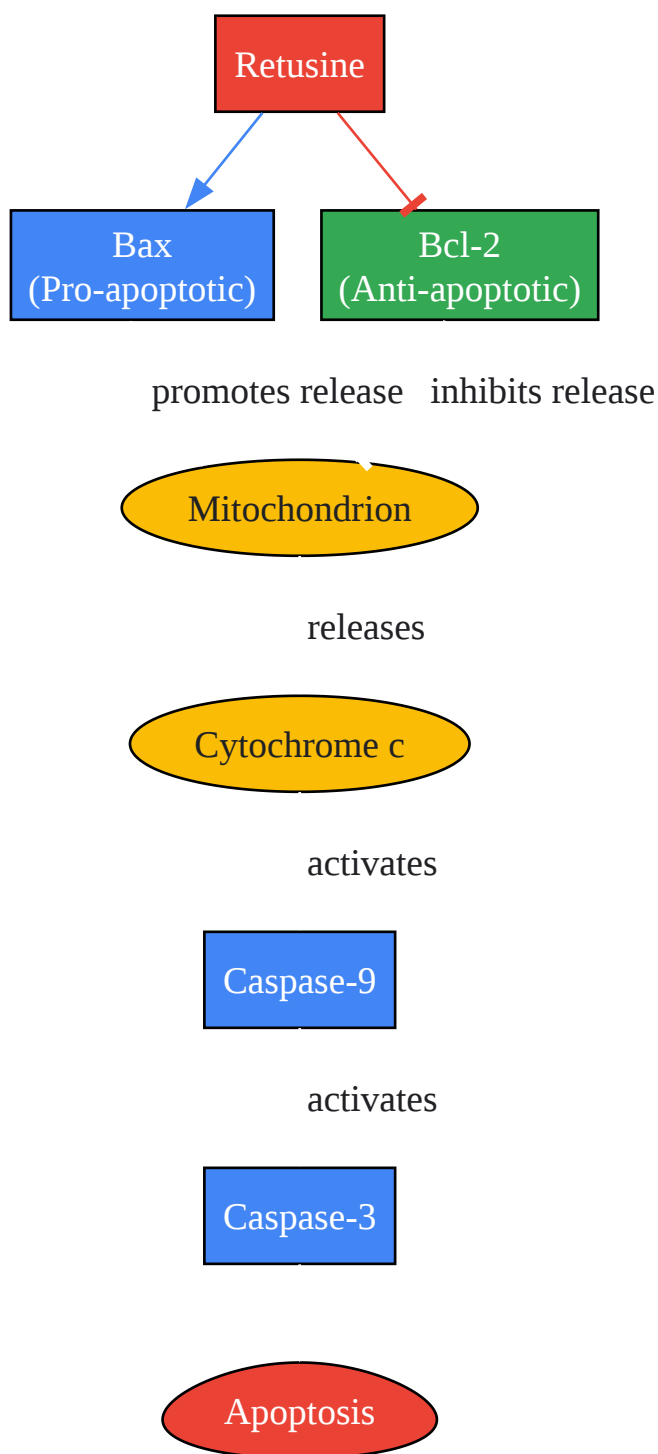 Retusine
Bax
(Pro-apoptotic)
Bcl-2
(Anti-apoptotic)
promotes release
inhibits release
Mitochondrion
releases
Cytochrome c
activates
Caspase-9
activates
Caspase-3
Apoptosis